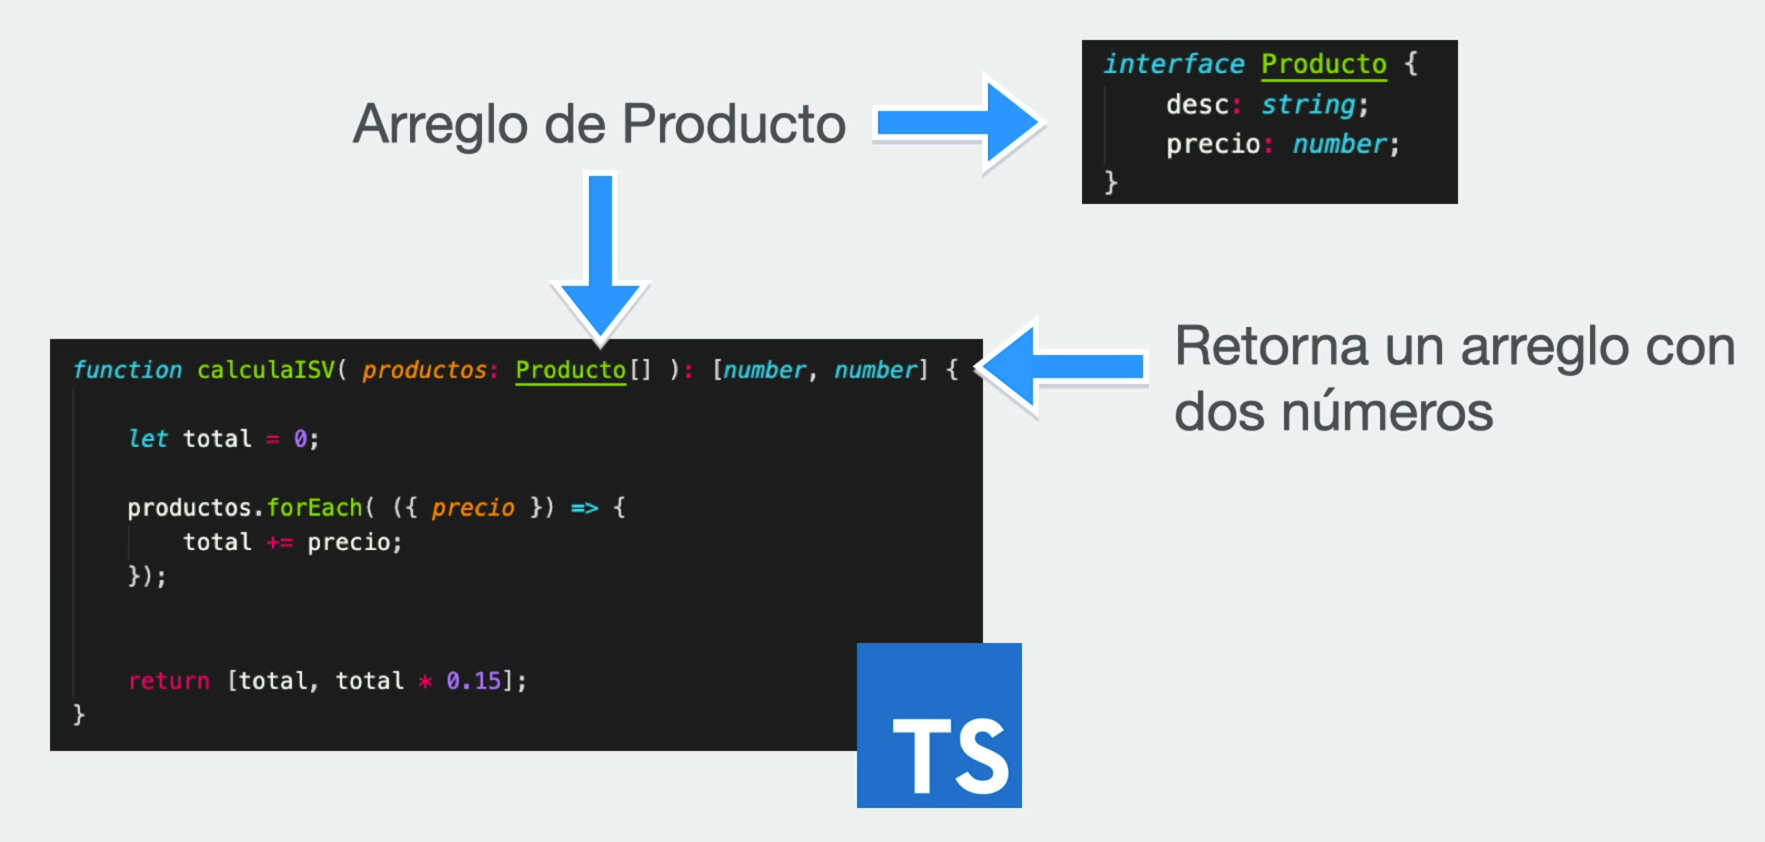 Arreglo de Producto
interface Producto {
    desc: string;
    precio: number;
}
function calculaISV( productos: Producto[] ): [number, number] {
    let total = 0;
    productos.forEach( ({ precio }) => {
        total += precio;
    });
    return [total, total * 0.15];
}
Retorna un arreglo con
dos números
TS